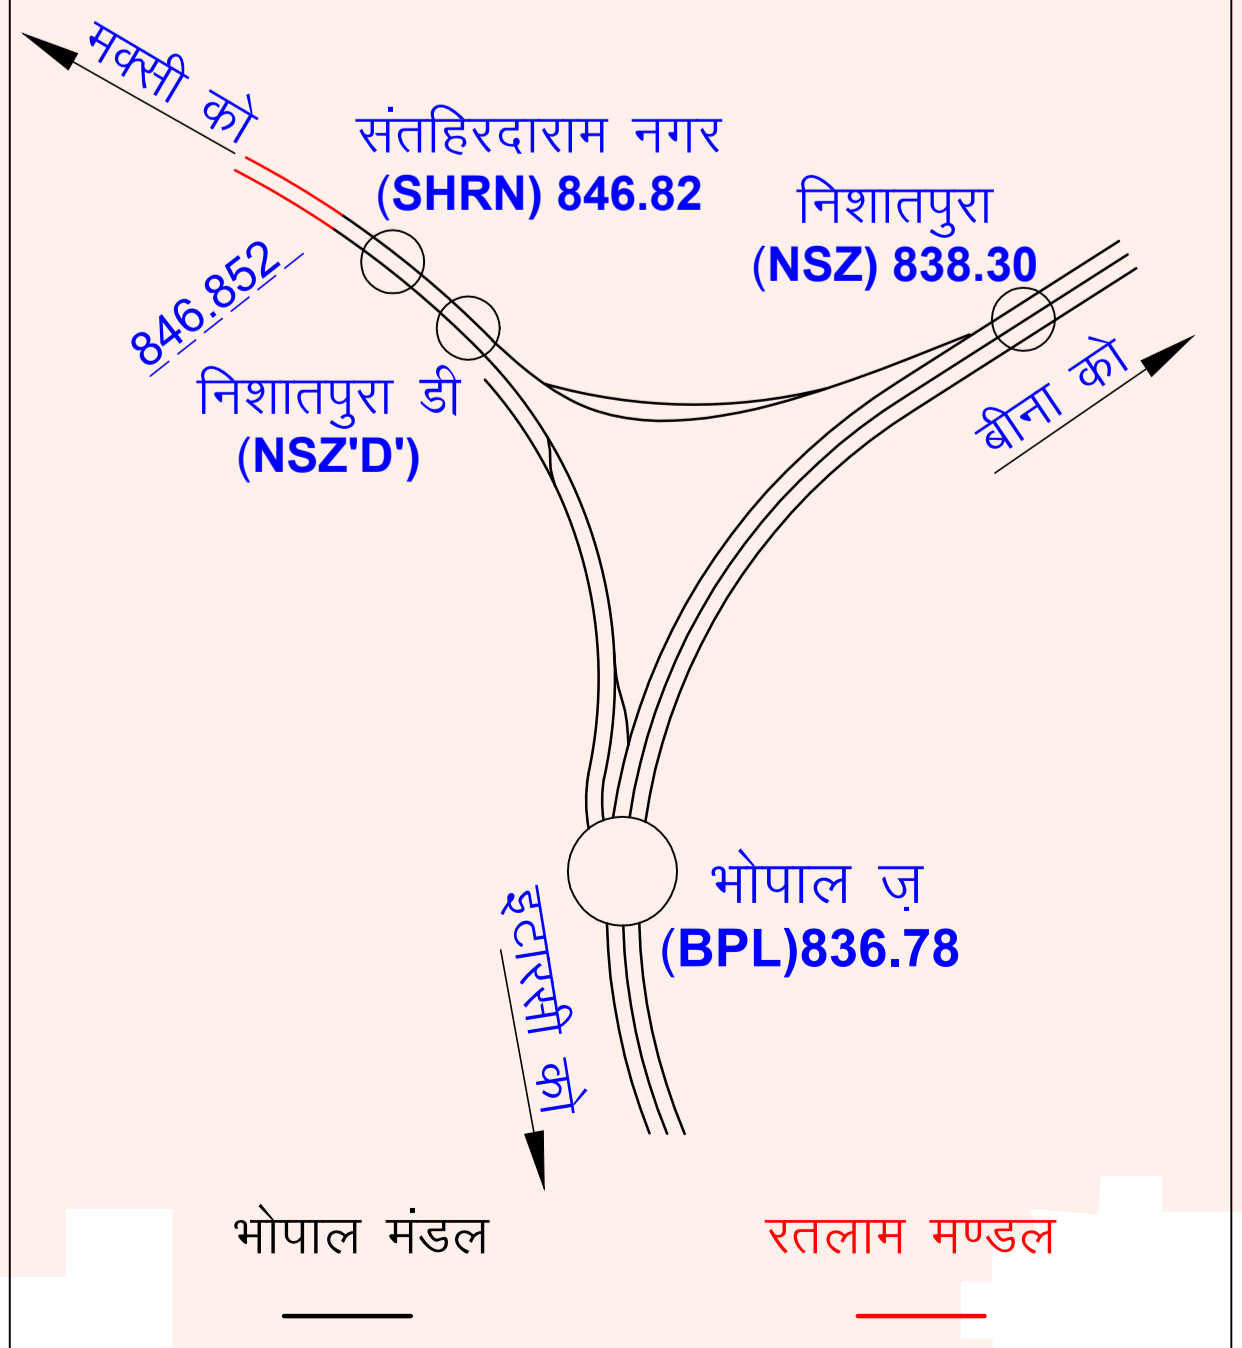 मक्सी को
संतहिरदाराम नगर
(SHRN) 846.82
निशातपुरा
(NSZ) 838.30
846.852
निशातपुरा डी
(NSZ'D')
बीना को
भोपाल ज़
(BPL)836.78
इटारसी को
भोपाल मंडल
रतलाम मण्डल